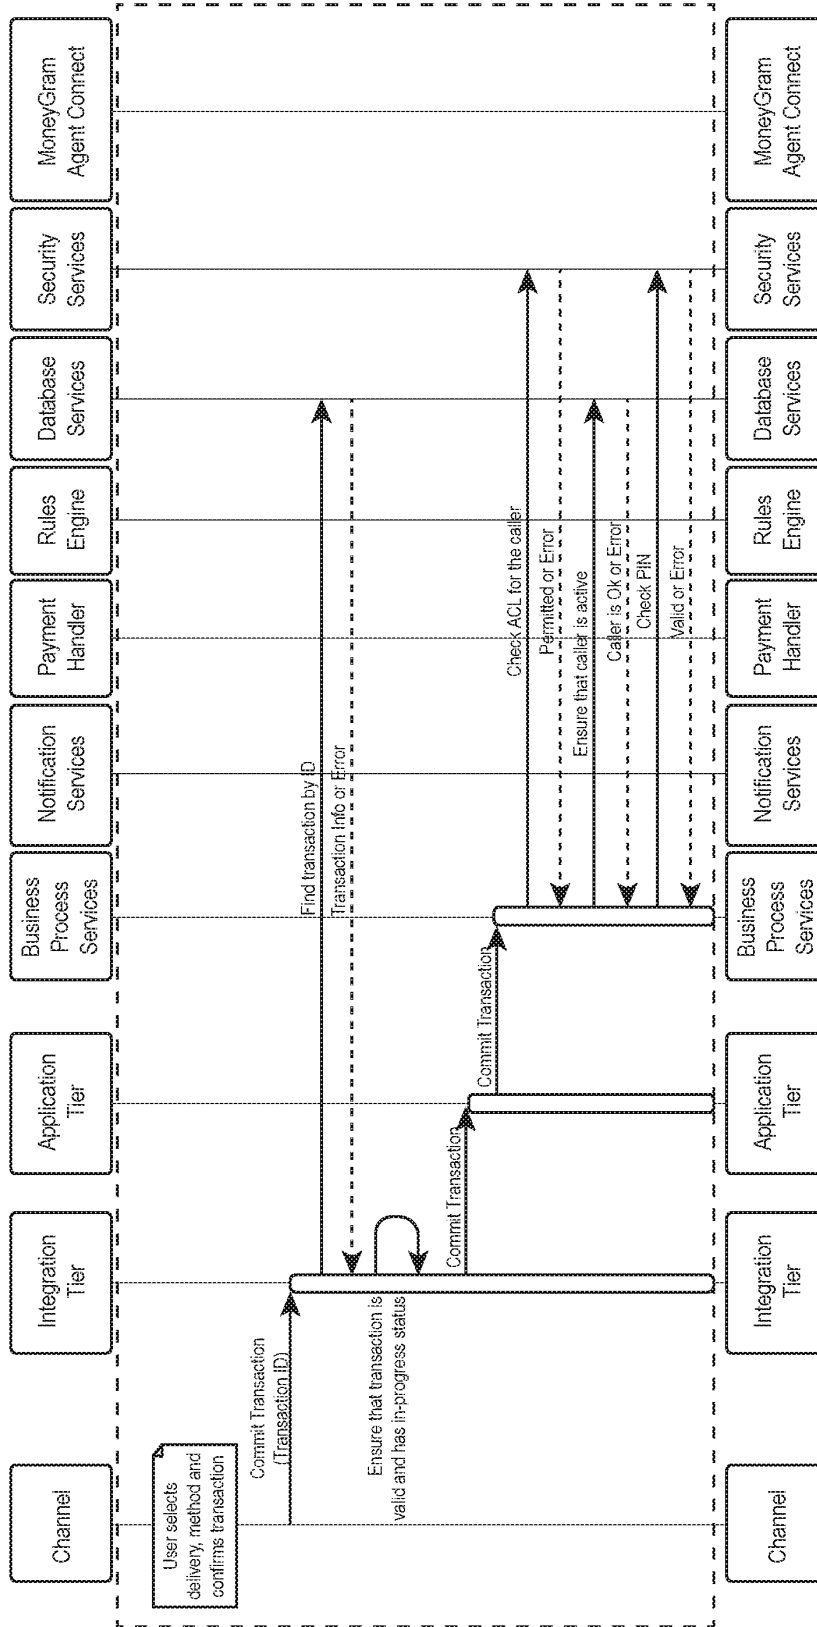 Channel
Integration
Tier
Application
Tier
Business
Process
Services
Notification
Services
Payment
Handler
Rules
Engine
Database
Services
Security
Services
MoneyGram
Agent Connect
User selects
delivery, method and
confirms transaction
Commit Transaction
(Transaction ID)
Find transaction by ID
Transaction Info or Error
Ensure that transaction is
valid and has in-progress status
Commit Transaction
Commit Transaction
Check ACL for the caller
Permitted or Error
Ensure that caller is active
Caller is Ok or Error
Check PIN
Valid or Error
Channel
Integration
Tier
Application
Tier
Business
Process
Services
Notification
Services
Payment
Handler
Rules
Engine
Database
Services
Security
Services
MoneyGram
Agent Connect